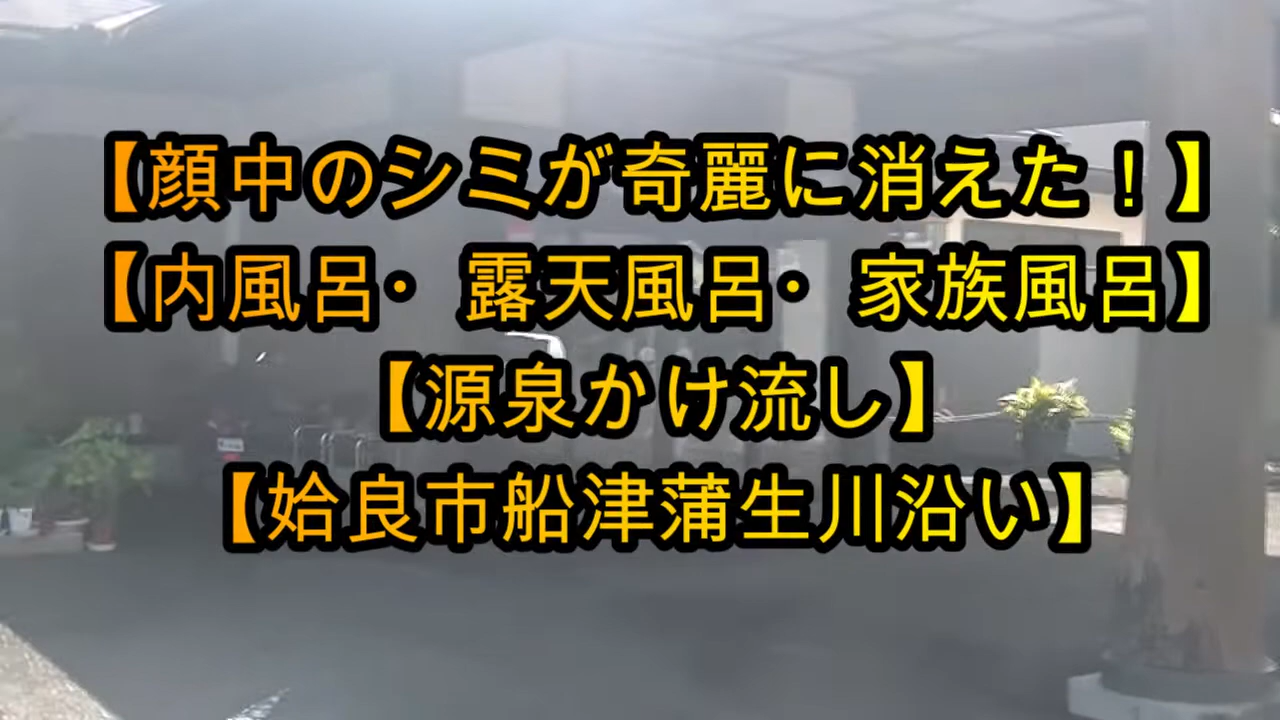 【顔中のシミが奇麗に消えた！】
【内風呂・露天風呂・家族風呂】
【源泉かけ流し】
【姶良市船津蒲生川沿い】